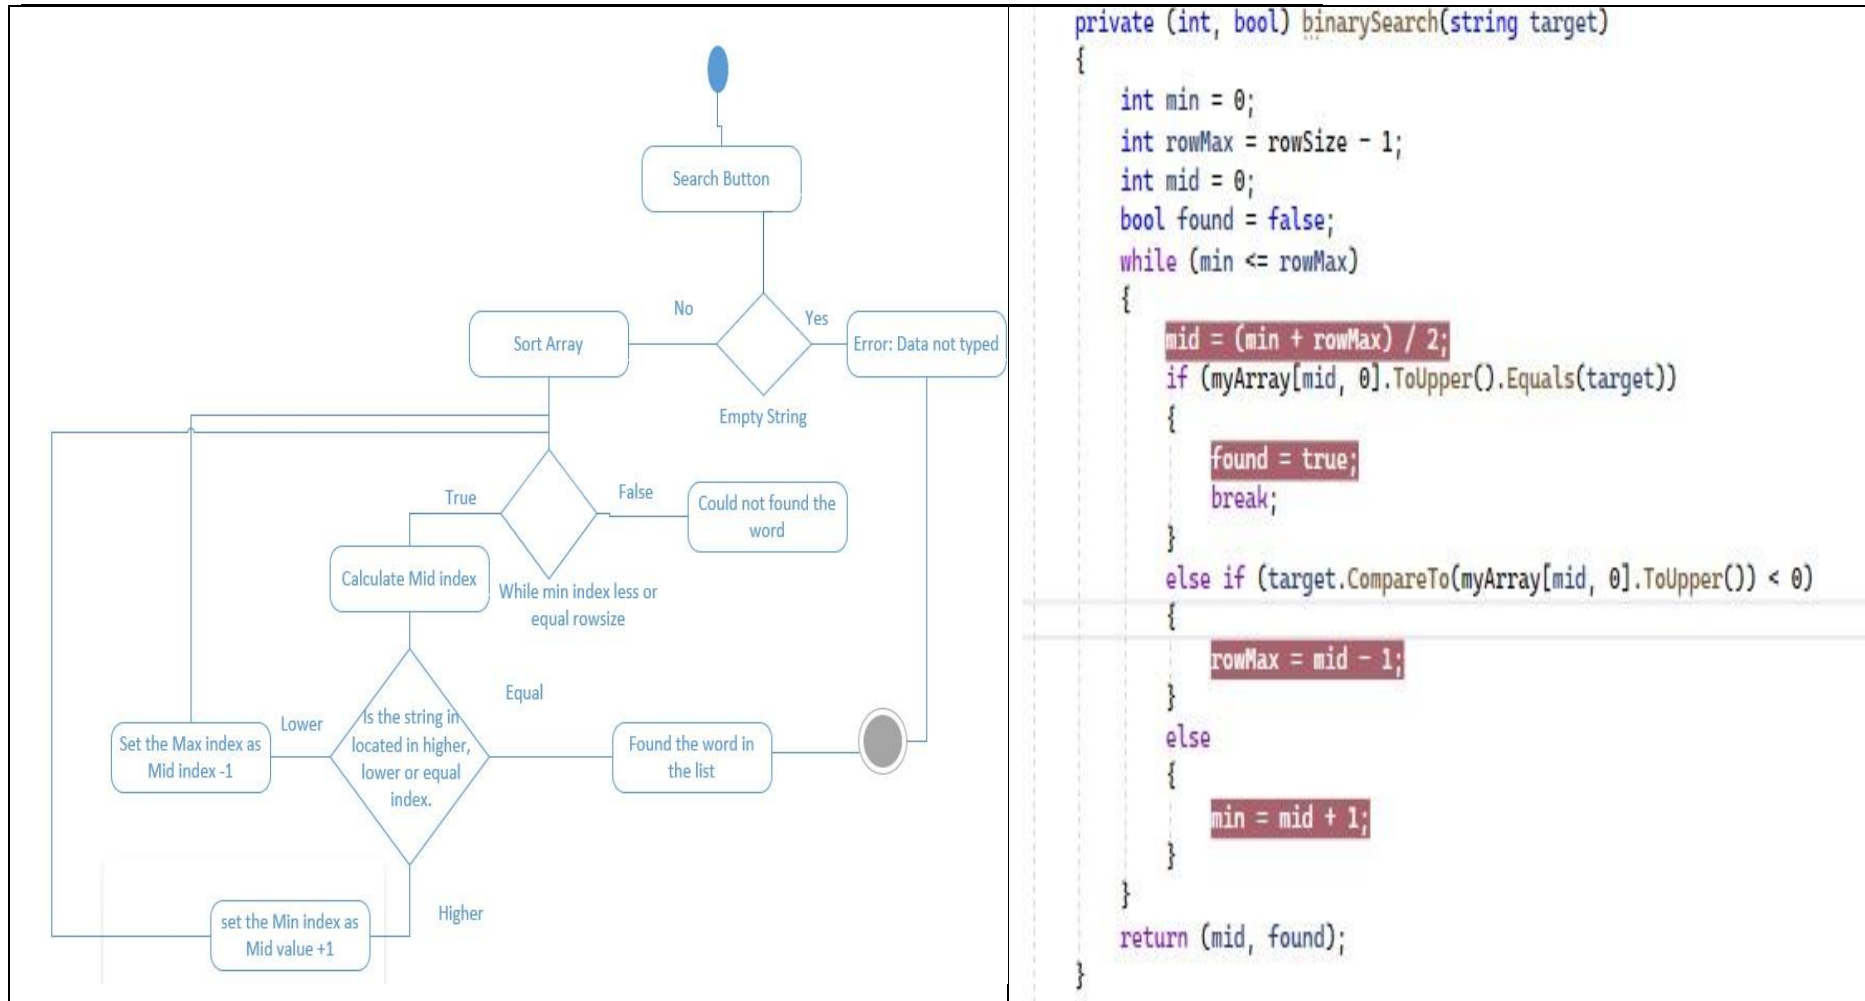 Search Button
No
Yes
Sort Array
Error: Data not typed
Empty String
True
False
Could not found the
word
Calculate Mid index
While min index less or
equal rowsize
Equal
Lower
Is the string in
located in higher,
lower or equal
index.
Set the Max index as
Mid index -1
Found the word in
the list
Higher
set the Min index as
Mid value +1
private (int, bool) binarySearch(string target)
{
int min = 0;
int rowMax = rowSize - 1;
int mid = 0;
bool found = false;
while (min <= rowMax)
{
mid = (min + rowMax) / 2;
if (myArray[mid, 0].ToUpper().Equals(target))
{
found = true;
break;
}
else if (target.CompareTo(myArray[mid, 0].ToUpper()) < 0)
{
rowMax = mid - 1;
}
else
{
min = mid + 1;
}
}
return (mid, found);
}